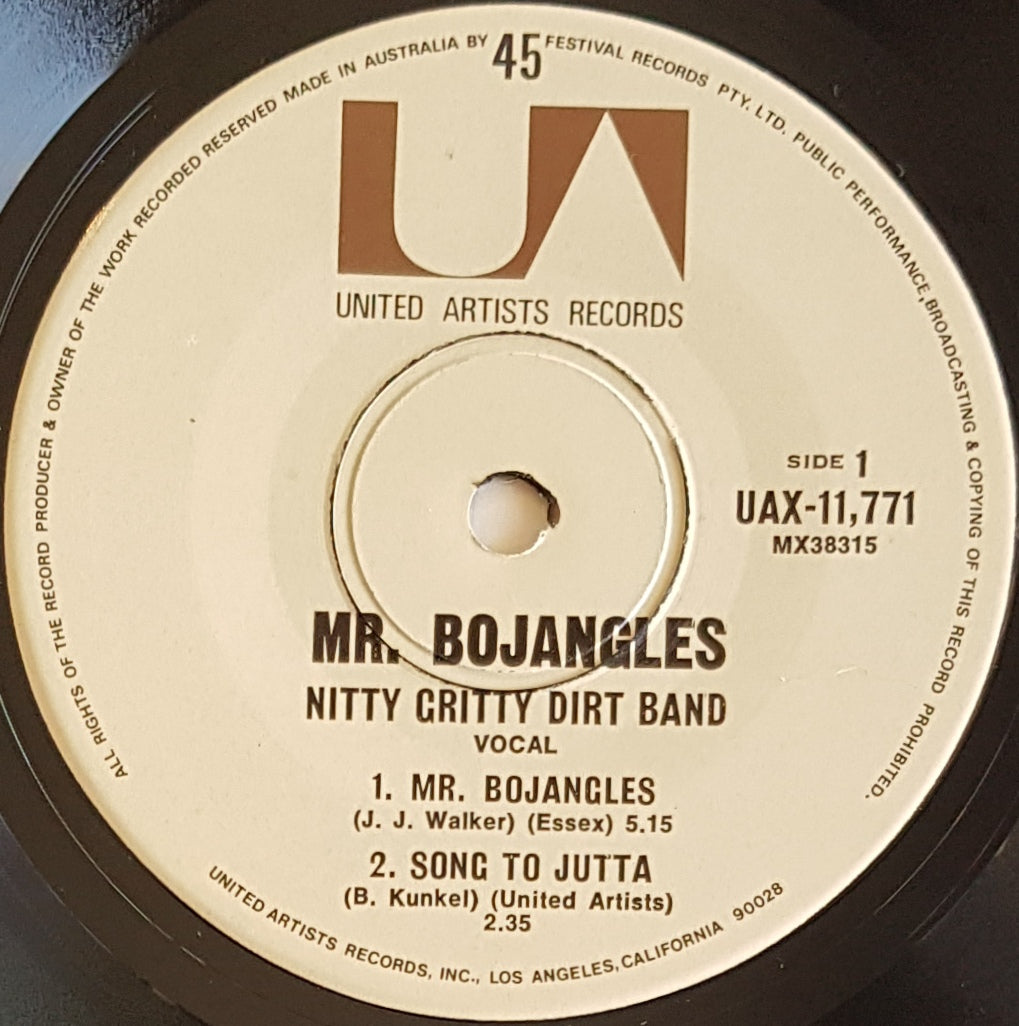 ALL RIGHTS OF THE RECORD PRODUCER & OWNER OF THE WORK RECORDED RESERVED MADE IN AUSTRALIA BY 45 FESTIVAL RECORDS PTY. LTD. PUBLIC PERFORMANCE, BROADCASTING & COPYING OF THIS RECORD PROHIBITED.
UA
UNITED ARTISTS RECORDS
SIDE 1
UAX-11,771
MX38315
MR. BOJANGLES
NITTY GRITTY DIRT BAND
VOCAL
1. MR. BOJANGLES
(J. J. Walker) (Essex) 5.15
2. SONG TO JUTTA
(B. Kunkel) (United Artists)
2.35
UNITED ARTISTS RECORDS, INC., LOS ANGELES, CALIFORNIA 90028